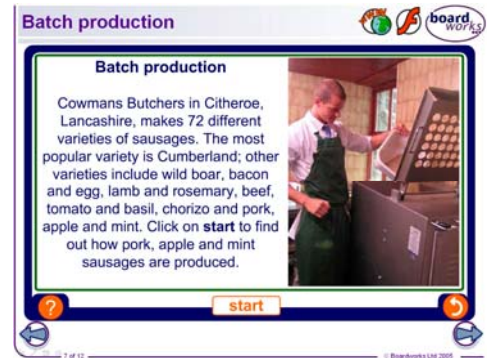 Batch production
board
works
Batch production
Cowmans Butchers in Citheroe,
Lancashire, makes 72 different
varieties of sausages. The most
popular variety is Cumberland; other
varieties include wild boar, bacon
and egg, lamb and rosemary, beef,
tomato and basil, chorizo and pork,
apple and mint. Click on start to find
out how pork, apple and mint
sausages are produced.
?
start
7 of 12
© Boardworks Ltd 2005